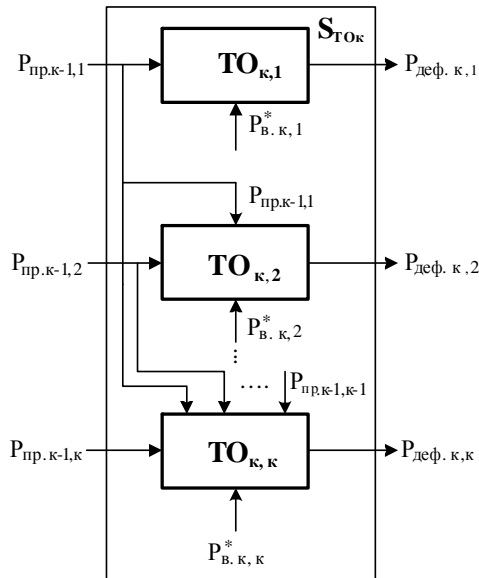 S_ТОк
P_пр.к-1,1 ТО_к,1 P_деф. к,1
P*_в. к, 1
P_пр.к-1,1
P_пр.к-1,2 ТО_к,2 P_деф. к,2
P*_в. к,2
...
.... P_пр.к-1,к-1
P_пр.к-1,к ТО_к, к P_деф. к,к
P*_в. к, к